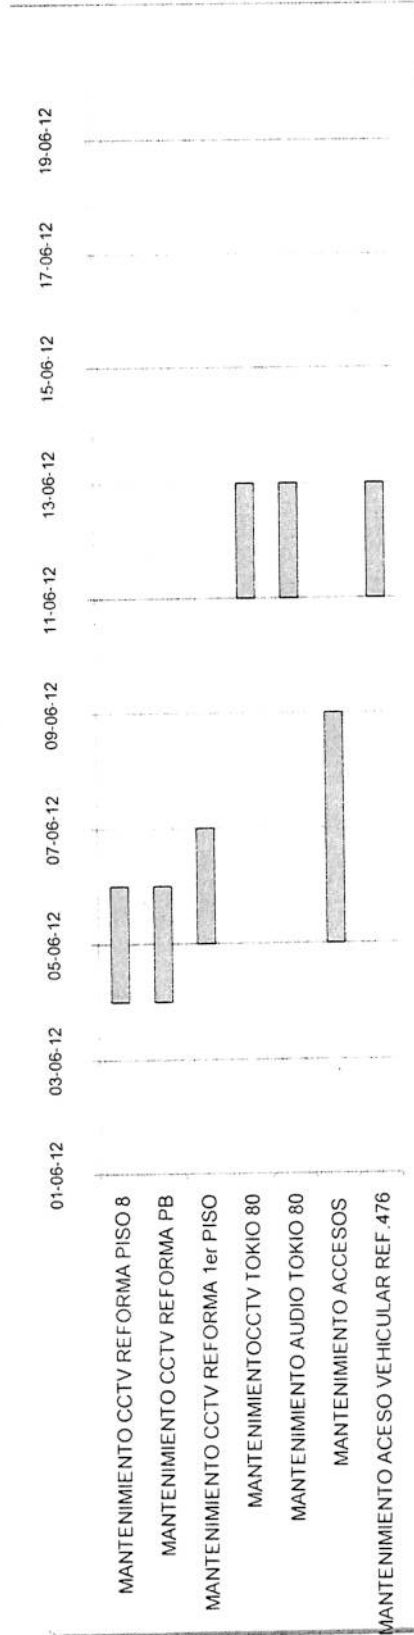 01-06-12
03-06-12
05-06-12
07-06-12
09-06-12
11-06-12
13-06-12
15-06-12
17-06-12
19-06-12
MANTENIMIENTO CCTV REFORMA PISO 8
MANTENIMIENTO CCTV REFORMA PB
MANTENIMIENTO CCTV REFORMA 1er PISO
MANTENIMIENTOCCTV TOKIO 80
MANTENIMIENTO AUDIO TOKIO 80
MANTENIMIENTO ACCESOS
MANTENIMIENTO ACESO VEHICULAR REF.476